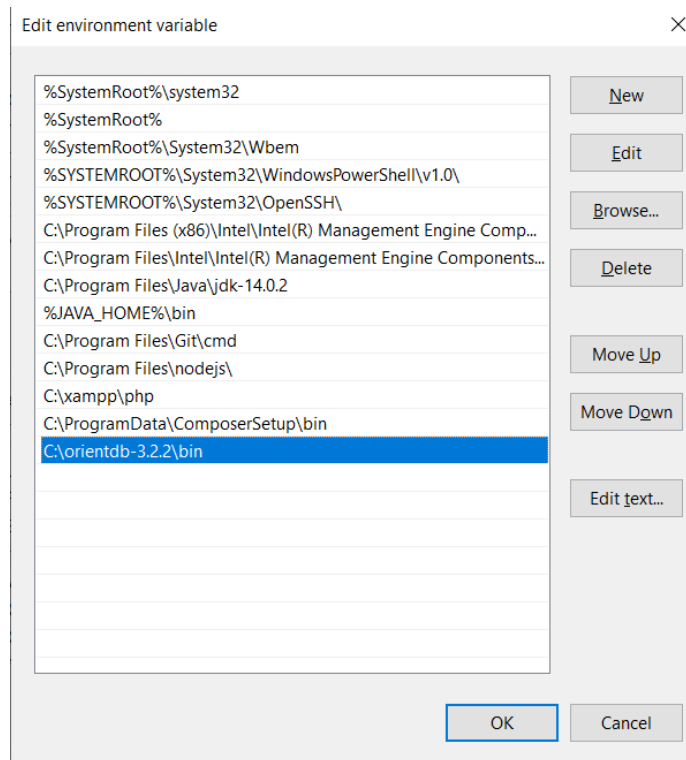 Edit environment variable
%SystemRoot%\system32
%SystemRoot%
%SystemRoot%\System32\Wbem
%SYSTEMROOT%\System32\WindowsPowerShell\v1.0\
%SYSTEMROOT%\System32\OpenSSH\
C:\Program Files (x86)\Intel\Intel(R) Management Engine Comp...
C:\Program Files\Intel\Intel(R) Management Engine Components...
C:\Program Files\Java\jdk-14.0.2
%JAVA_HOME%\bin
C:\Program Files\Git\cmd
C:\Program Files\nodejs\
C:\xampp\php
C:\ProgramData\ComposerSetup\bin
C:\orientdb-3.2.2\bin
New
Edit
Browse...
Delete
Move Up
Move Down
Edit text...
OK
Cancel